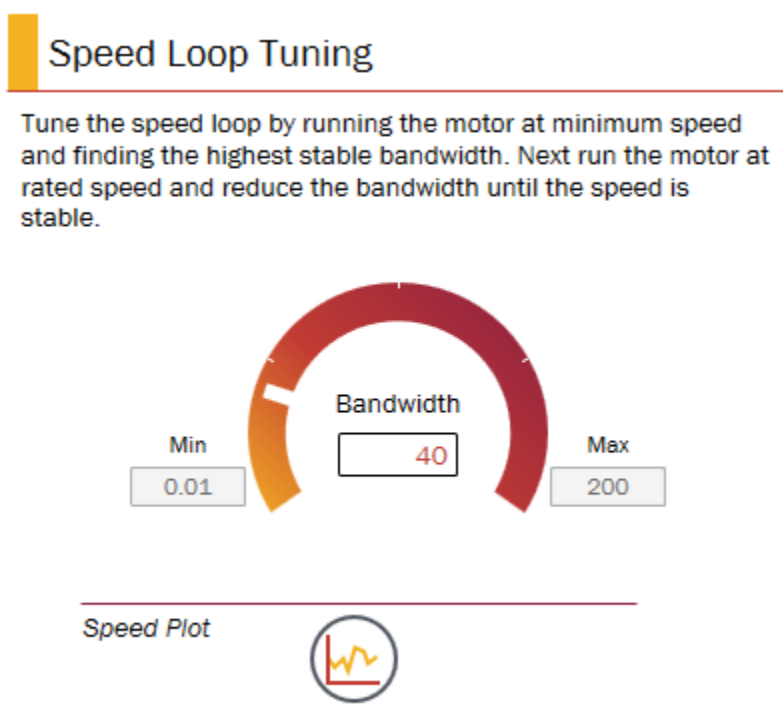 Speed Loop Tuning
Tune the speed loop by running the motor at minimum speed
and finding the highest stable bandwidth. Next run the motor at
rated speed and reduce the bandwidth until the speed is
stable.
Bandwidth
40
Min
0.01
Max
200
Speed Plot